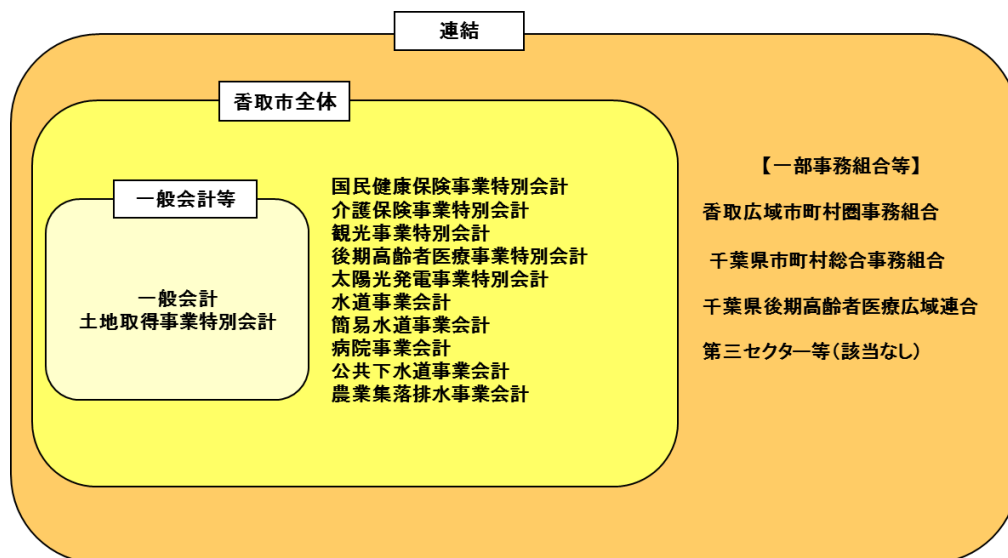 連結
香取市全体
一般会計等
一般会計
土地取得事業特別会計
国民健康保険事業特別会計
介護保険事業特別会計
観光事業特別会計
後期高齢者医療事業特別会計
太陽光発電事業特別会計
水道事業会計
簡易水道事業会計
病院事業会計
公共下水道事業会計
農業集落排水事業会計
【一部事務組合等】
香取広域市町村圏事務組合
千葉県市町村総合事務組合
千葉県後期高齢者医療広域連合
第三セクター等(該当なし)